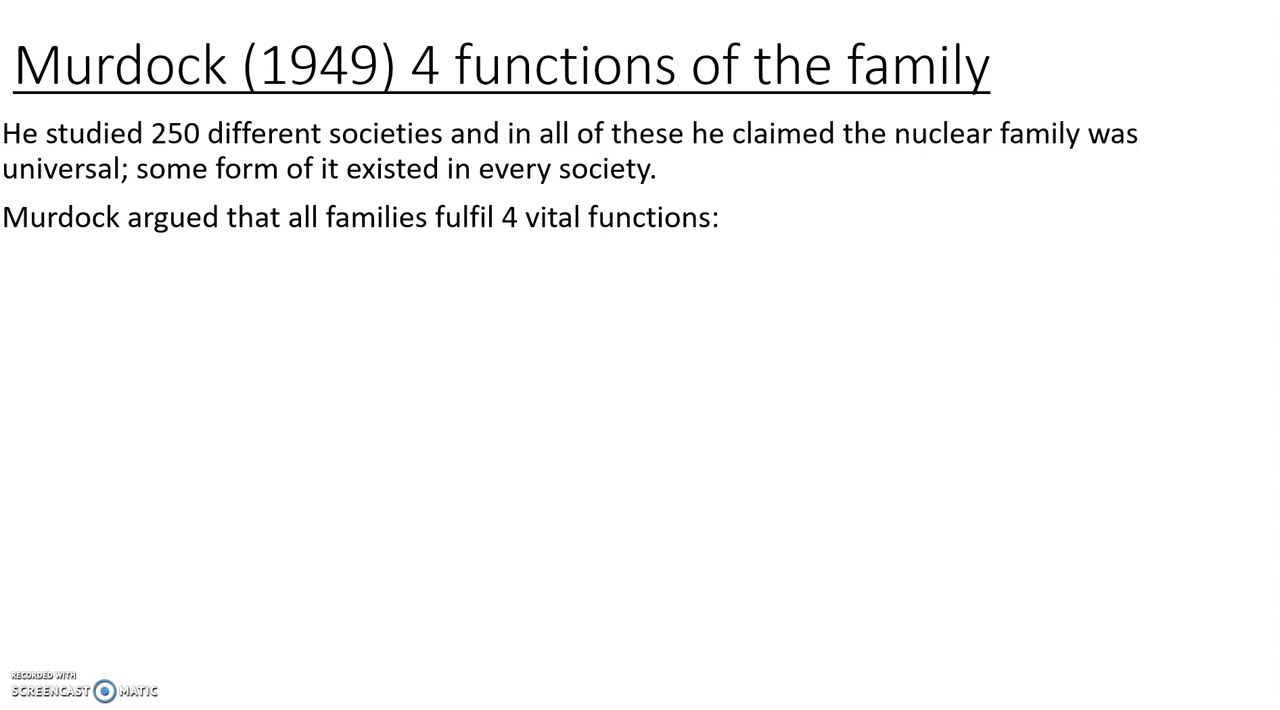 Murdock (1949) 4 functions of the family
He studied 250 different societies and in all of these he claimed the nuclear family was
universal; some form of it existed in every society.
Murdock argued that all families fulfil 4 vital functions:
RECORDED WITH
SCREENCAST MATIC